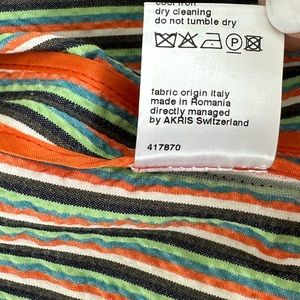 cool iron
dry cleaning
do not tumble dry
P
fabric origin Italy
made in Romania
directly managed
by AKRIS Switzerland
417870